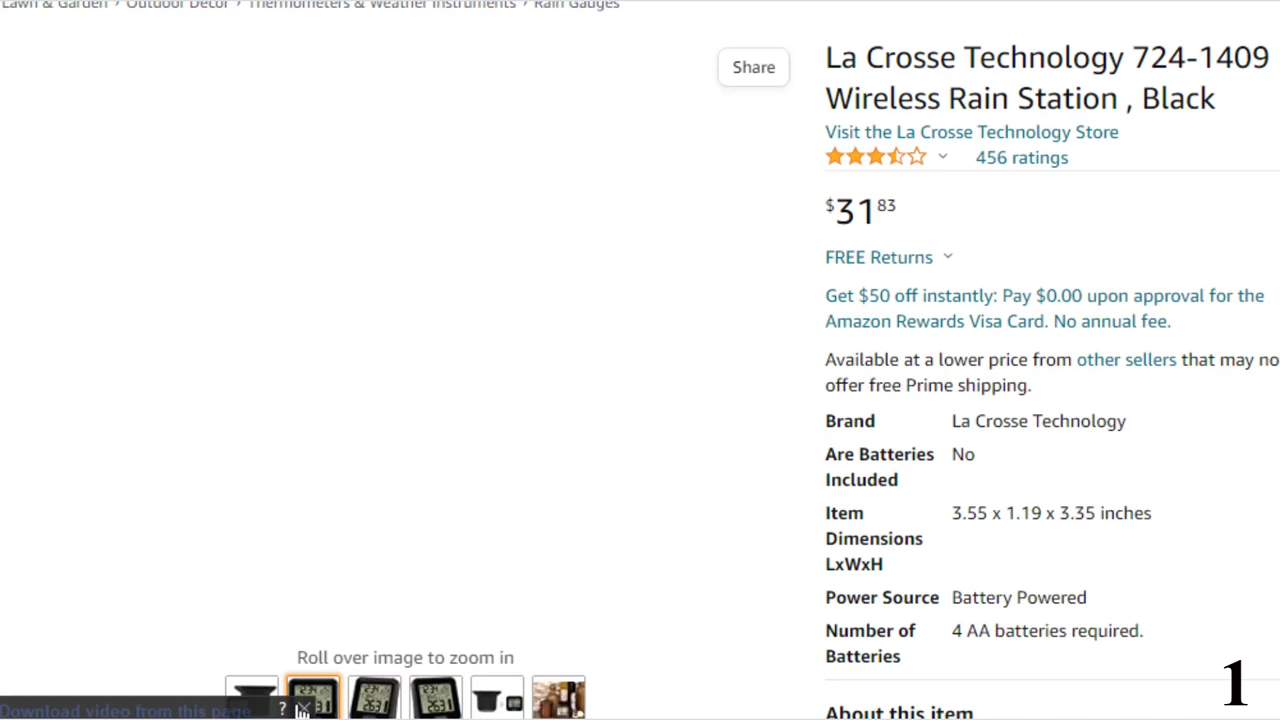 Lawn & Garden › Outdoor Décor › Thermometers & Weather Instruments › Rain Gauges
Share
La Crosse Technology 724-1409
Wireless Rain Station , Black
Visit the La Crosse Technology Store
456 ratings
$31 83
FREE Returns
Get $50 off instantly: Pay $0.00 upon approval for the
Amazon Rewards Visa Card. No annual fee.
Available at a lower price from other sellers that may no
offer free Prime shipping.
Brand La Crosse Technology
Are Batteries No
Included
Item 3.55 x 1.19 x 3.35 inches
Dimensions
LxWxH
Power Source Battery Powered
Number of 4 AA batteries required.
Batteries
Roll over image to zoom in
Download video from this page ?
About this item
1